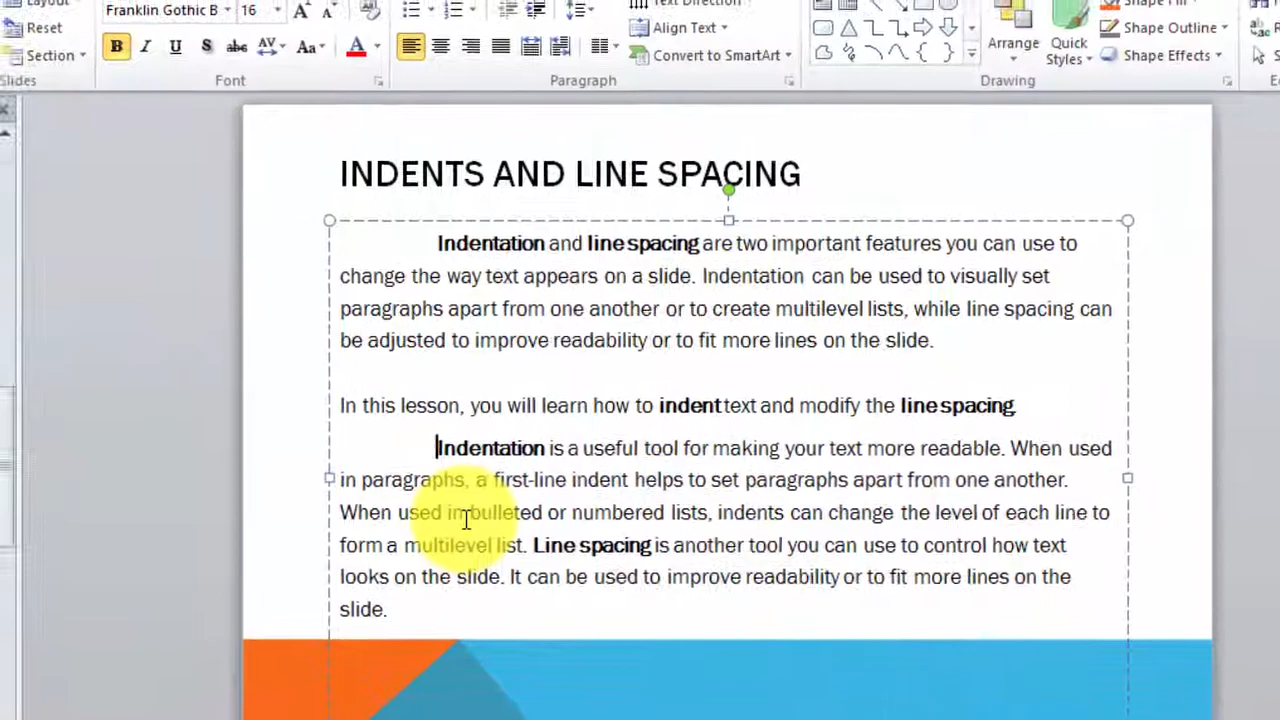 Layout
Franklin Gothic B
16
Text Direction
Shape Fill
Reset
Align Text
Shape Outline
Section
B I U S abc AV Aa A
Convert to SmartArt
Arrange
Quick
Styles
Shape Effects
Slides
Font
Paragraph
Drawing
INDENTS AND LINE SPACING
Indentation and line spacing are two important features you can use to
change the way text appears on a slide. Indentation can be used to visually set
paragraphs apart from one another or to create multilevel lists, while line spacing can
be adjusted to improve readability or to fit more lines on the slide.
In this lesson, you will learn how to indent text and modify the line spacing.
Indentation is a useful tool for making your text more readable. When used
in paragraphs, a first-line indent helps to set paragraphs apart from one another.
When used in bulleted or numbered lists, indents can change the level of each line to
form a multilevel list. Line spacing is another tool you can use to control how text
looks on the slide. It can be used to improve readability or to fit more lines on the
slide.